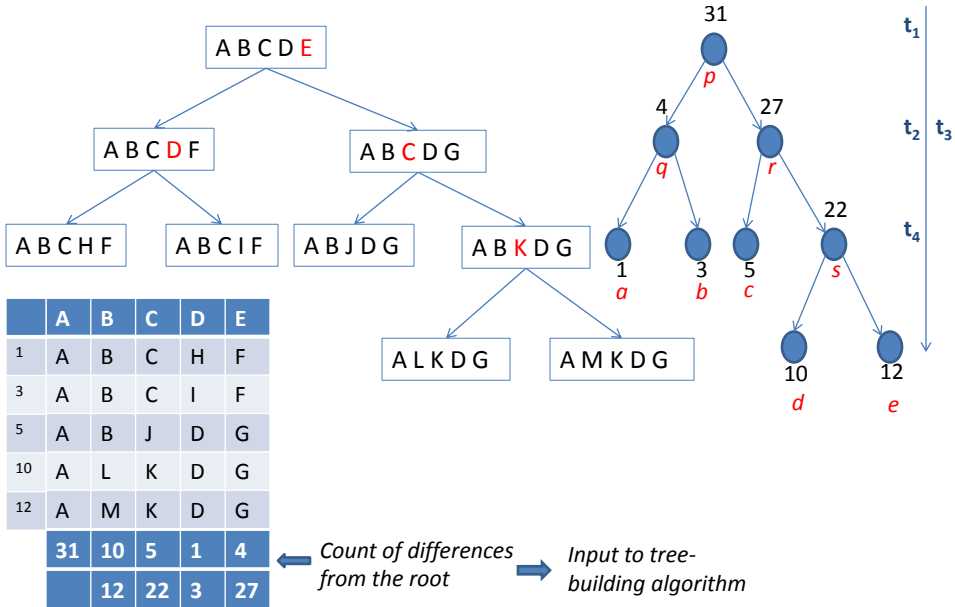 31
t1
A B C D E
p
4
27
t2
t3
A B C D F
A B C D G
q
r
22
t4
A B C H F
A B C I F
A B J D G
A B K D G
1
3
5
s
a
b
c
A B C D E
1 A B C H F
3 A B C I F
5 A B J D G
10 A L K D G
12 A M K D G
31 10 5 1 4
12 22 3 27
A L K D G
A M K D G
10
12
d
e
Count of differences
from the root
Input to tree-
building algorithm